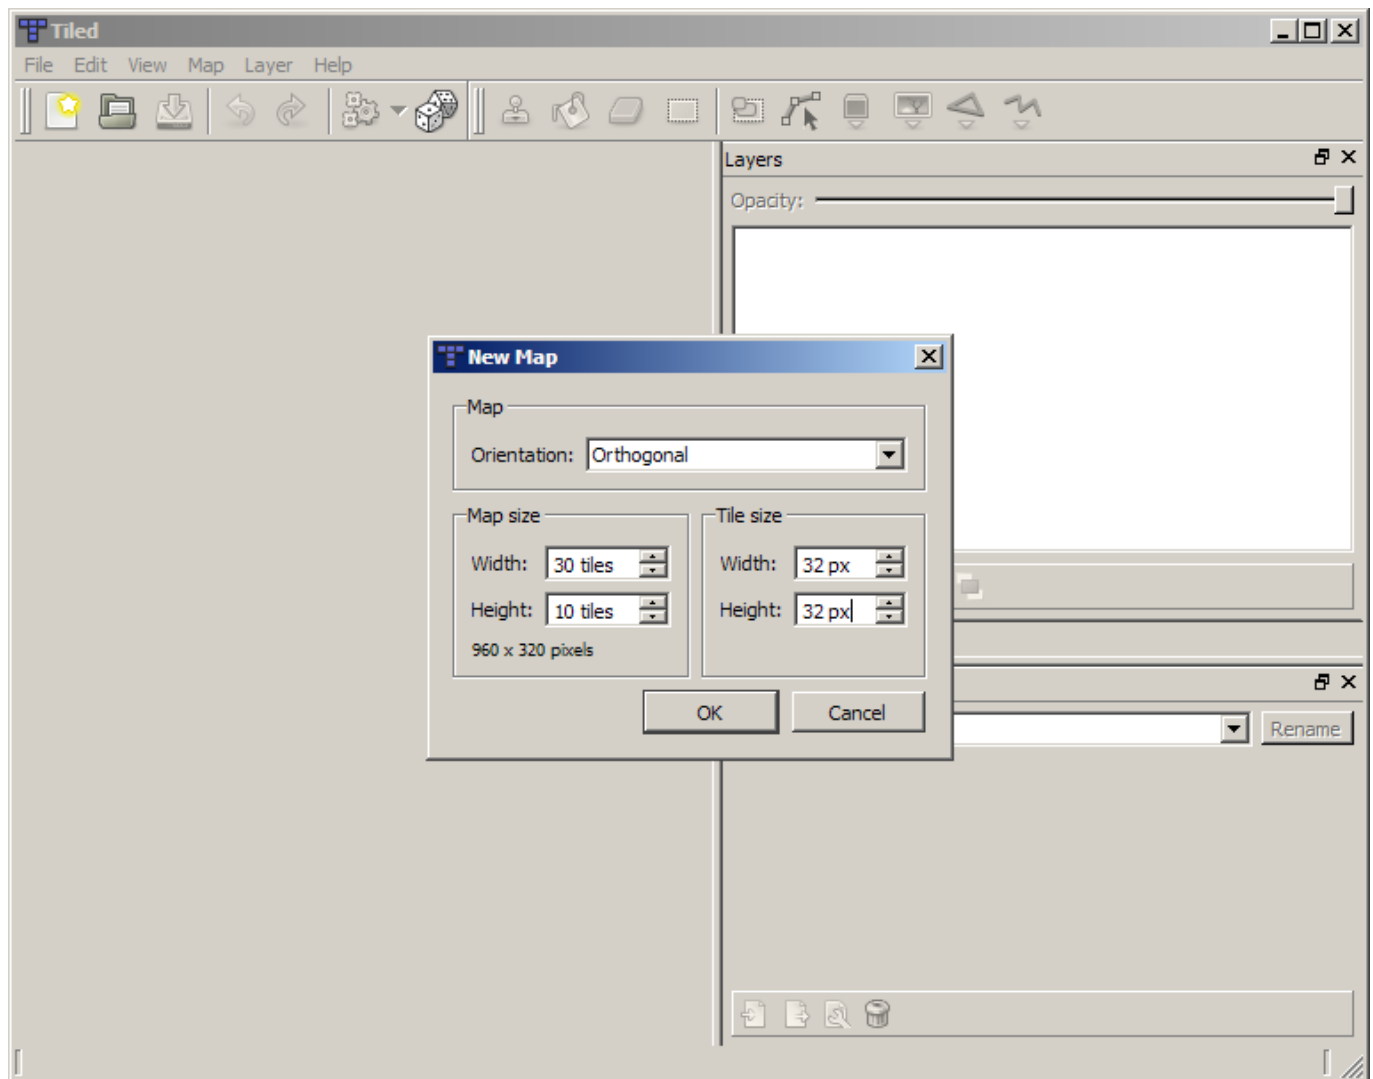 Tiled
File Edit View Map Layer Help
Layers
Opacity:
New Map
Map
Orientation: Orthogonal
Map size
Tile size
Width: 30 tiles
Width: 32 px
Height: 10 tiles
Height: 32 px
960 x 320 pixels
OK
Cancel
Rename